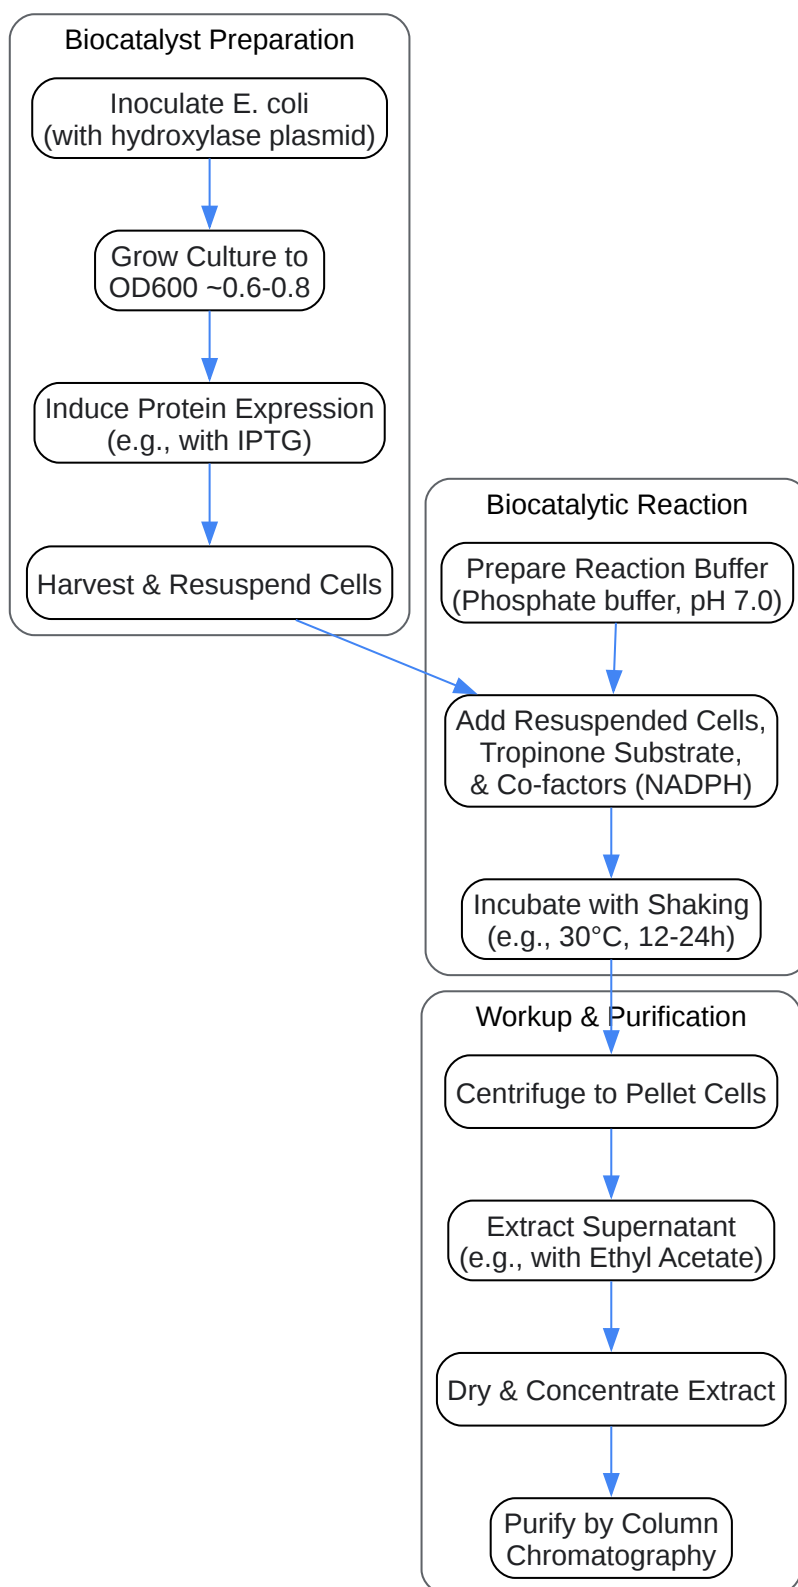 Biocatalyst Preparation
Inoculate E. coli
(with hydroxylase plasmid)
Grow Culture to
OD600 ~0.6-0.8
Induce Protein Expression
(e.g., with IPTG)
Harvest & Resuspend Cells
Biocatalytic Reaction
Prepare Reaction Buffer
(Phosphate buffer, pH 7.0)
Add Resuspended Cells,
Tropinone Substrate,
& Co-factors (NADPH)
Incubate with Shaking
(e.g., 30°C, 12-24h)
Workup & Purification
Centrifuge to Pellet Cells
Extract Supernatant
(e.g., with Ethyl Acetate)
Dry & Concentrate Extract
Purify by Column
Chromatography